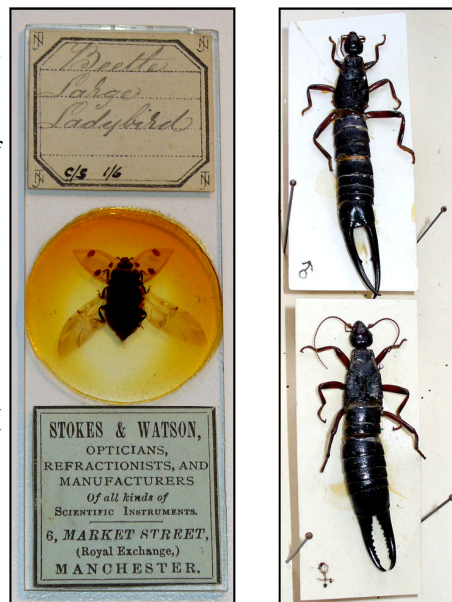 Beetle
Large
Ladybird
C/S 1/6
STOKES & WATSON,
OPTICIANS,
REFRACTIONISTS, AND
MANUFACTURERS
Of all kinds of
SCIENTIFIC INSTRUMENTS.
6, MARKET STREET,
(Royal Exchange,)
MANCHESTER.
♂
♀